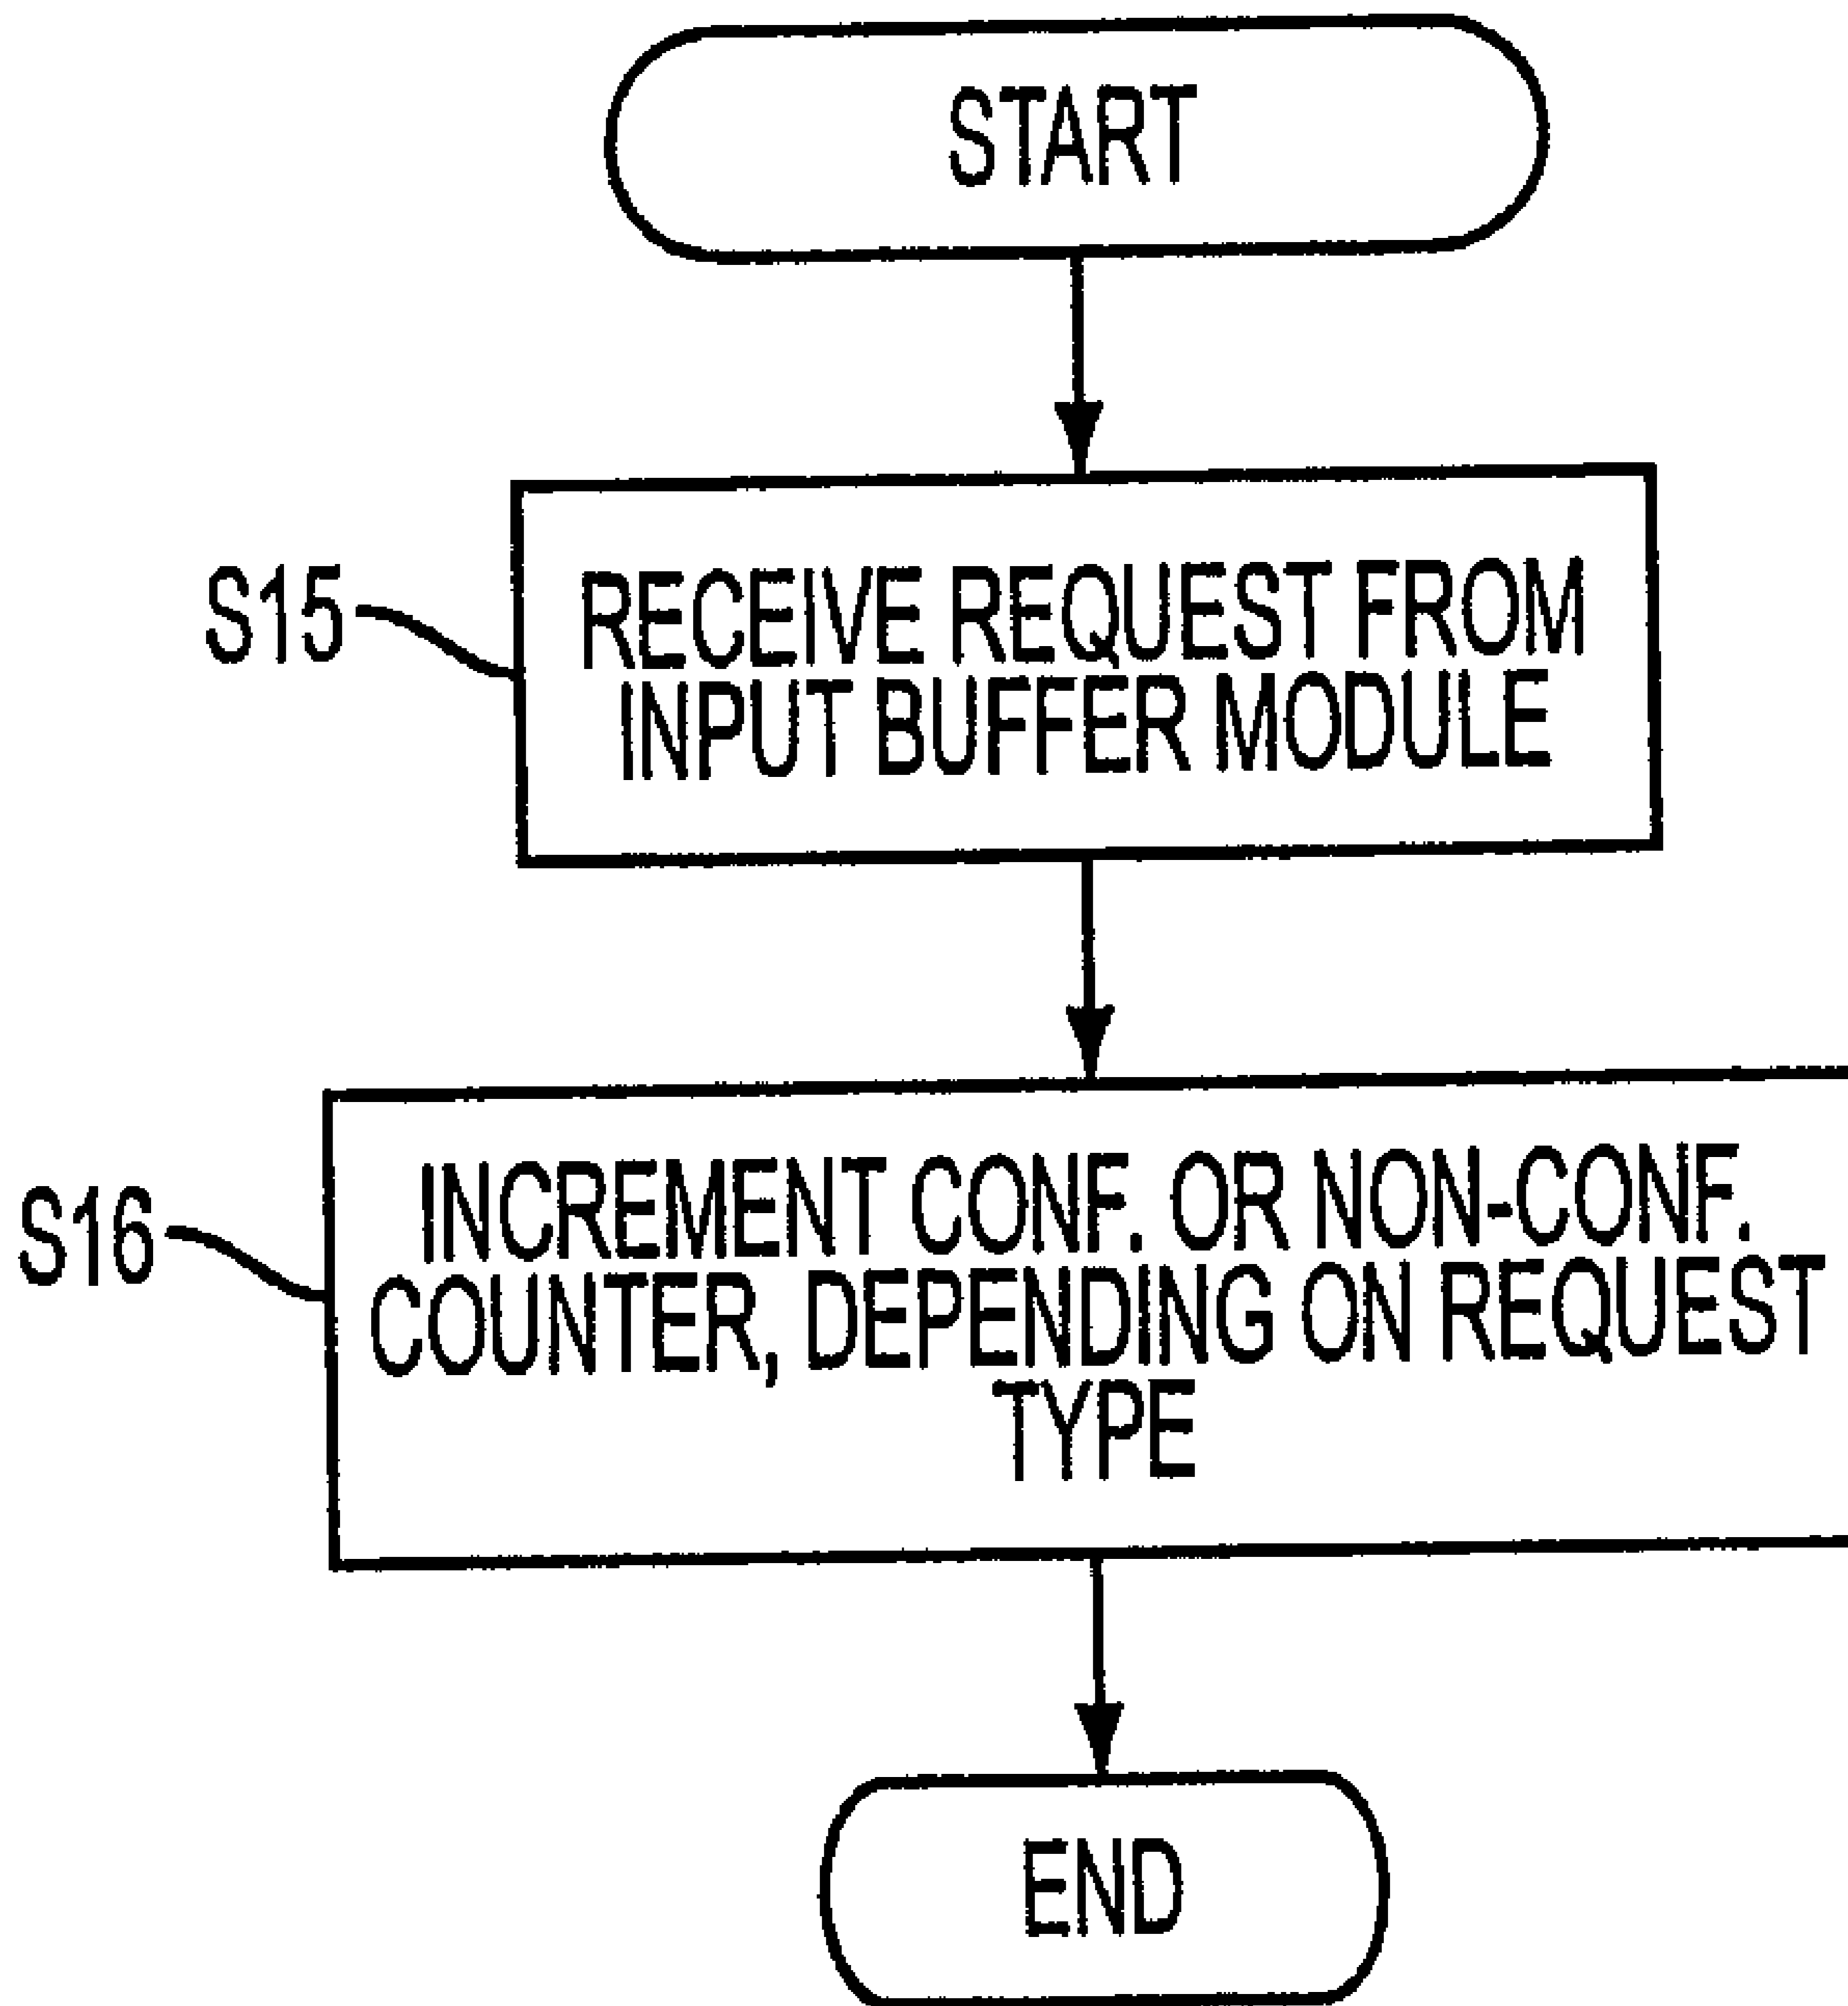 START
S15
RECEIVE REQUEST FROM
INPUT BUFFER MODULE
S16
INCREMENT CONF. OR NON-CONF.
COUNTER, DEPENDING ON REQUEST
TYPE
END